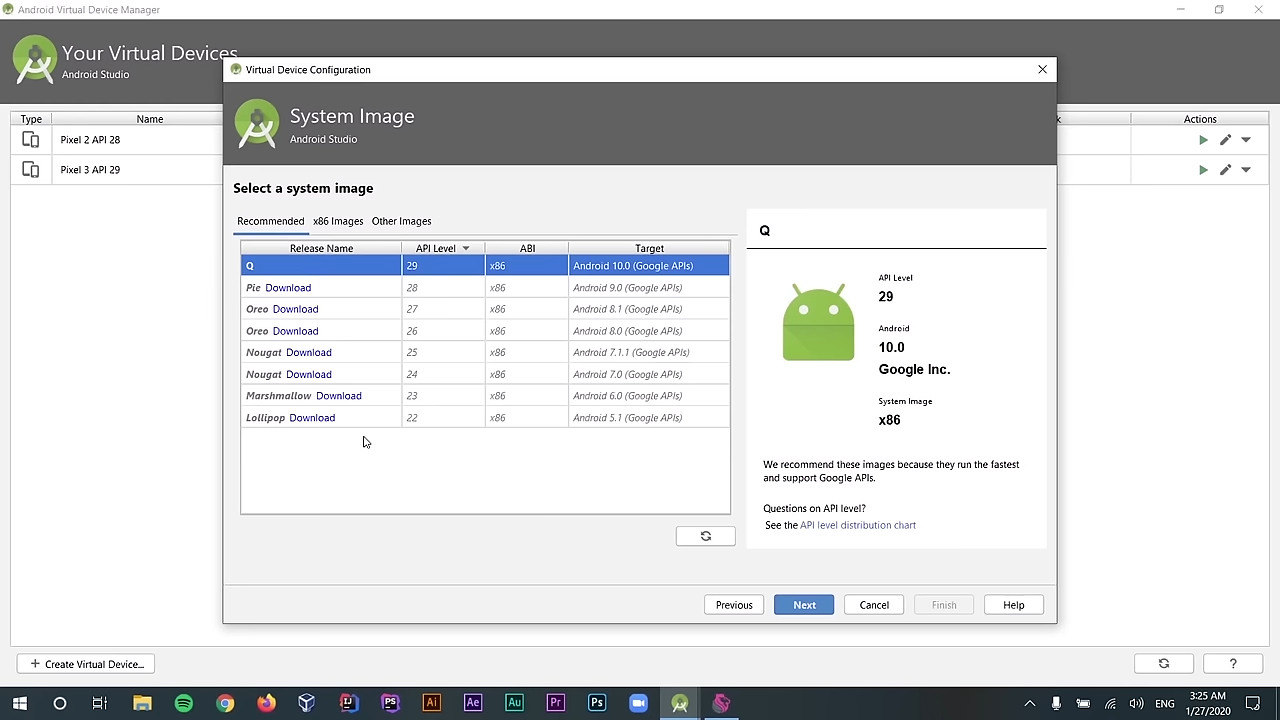 Android Virtual Device Manager
Your Virtual Devices
Android Studio
Type Name Actions
Pixel 2 API 28
Pixel 3 API 29
Virtual Device Configuration
System Image
Android Studio
Select a system image
Recommended x86 Images Other Images
Release Name API Level ABI Target
Q 29 x86 Android 10.0 (Google APIs)
Pie Download 28 x86 Android 9.0 (Google APIs)
Oreo Download 27 x86 Android 8.1 (Google APIs)
Oreo Download 26 x86 Android 8.0 (Google APIs)
Nougat Download 25 x86 Android 7.1.1 (Google APIs)
Nougat Download 24 x86 Android 7.0 (Google APIs)
Marshmallow Download 23 x86 Android 6.0 (Google APIs)
Lollipop Download 22 x86 Android 5.1 (Google APIs)
Q
API Level
29
Android
10.0
Google Inc.
System Image
x86
We recommend these images because they run the fastest
and support Google APIs.
Questions on API level?
See the API level distribution chart
Previous Next Cancel Finish Help
+ Create Virtual Device...
?
PS Ai Ae Au Pr Ps
ENG
3:25 AM
1/27/2020